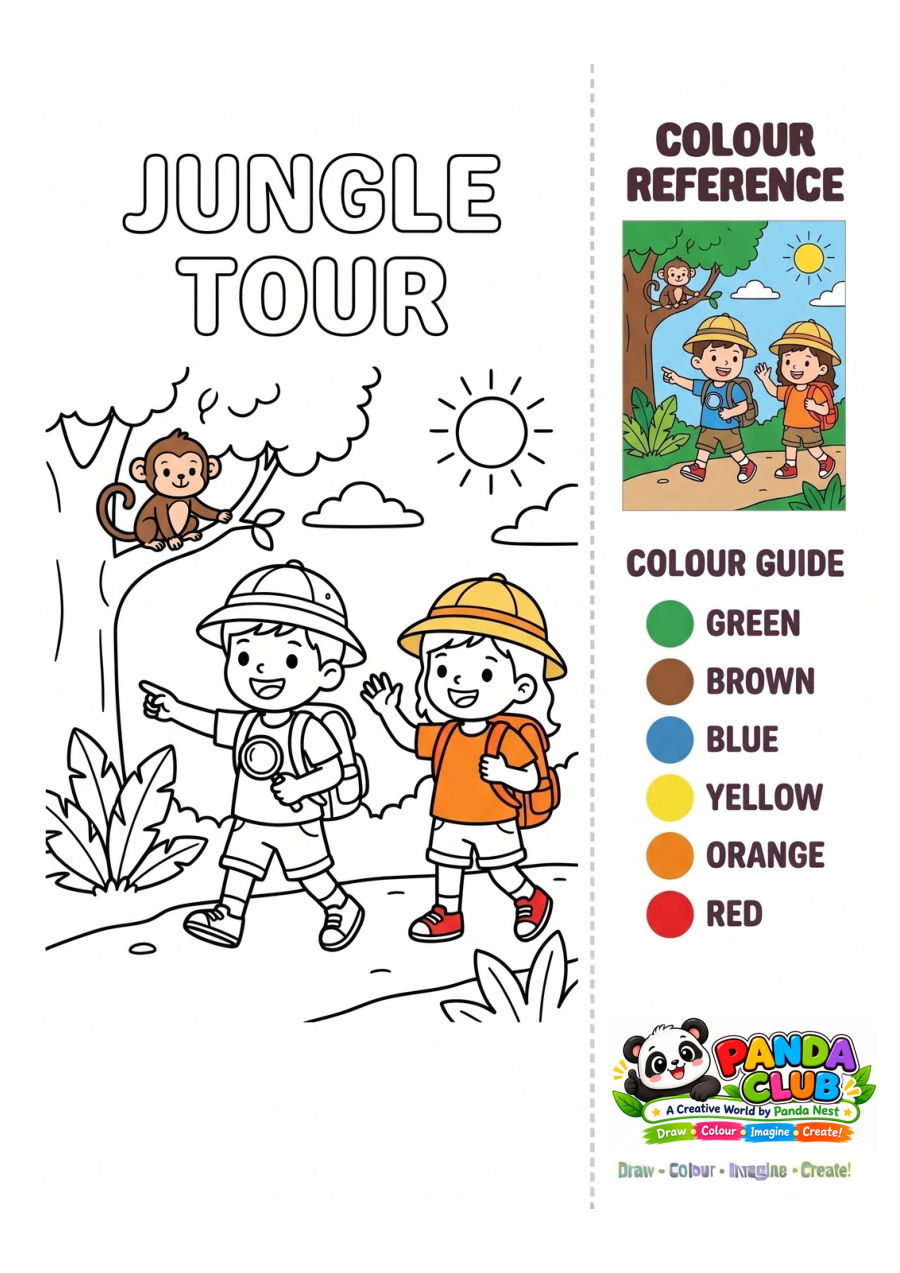 JUNGLE
TOUR
COLOUR
REFERENCE
COLOUR GUIDE
GREEN
BROWN
BLUE
YELLOW
ORANGE
RED
PANDA
CLUB
A Creative World by Panda Nest
Draw • Colour • Imagine • Create!
Draw - Colour • Imagine • Create!